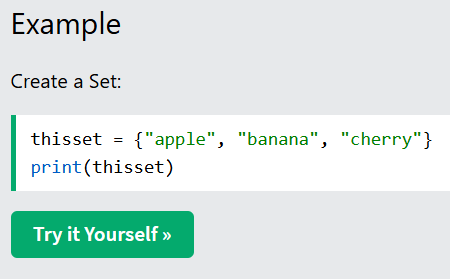 Example
Create a Set:
thisset = {"apple", "banana", "cherry"}
print(thisset)
Try it Yourself »